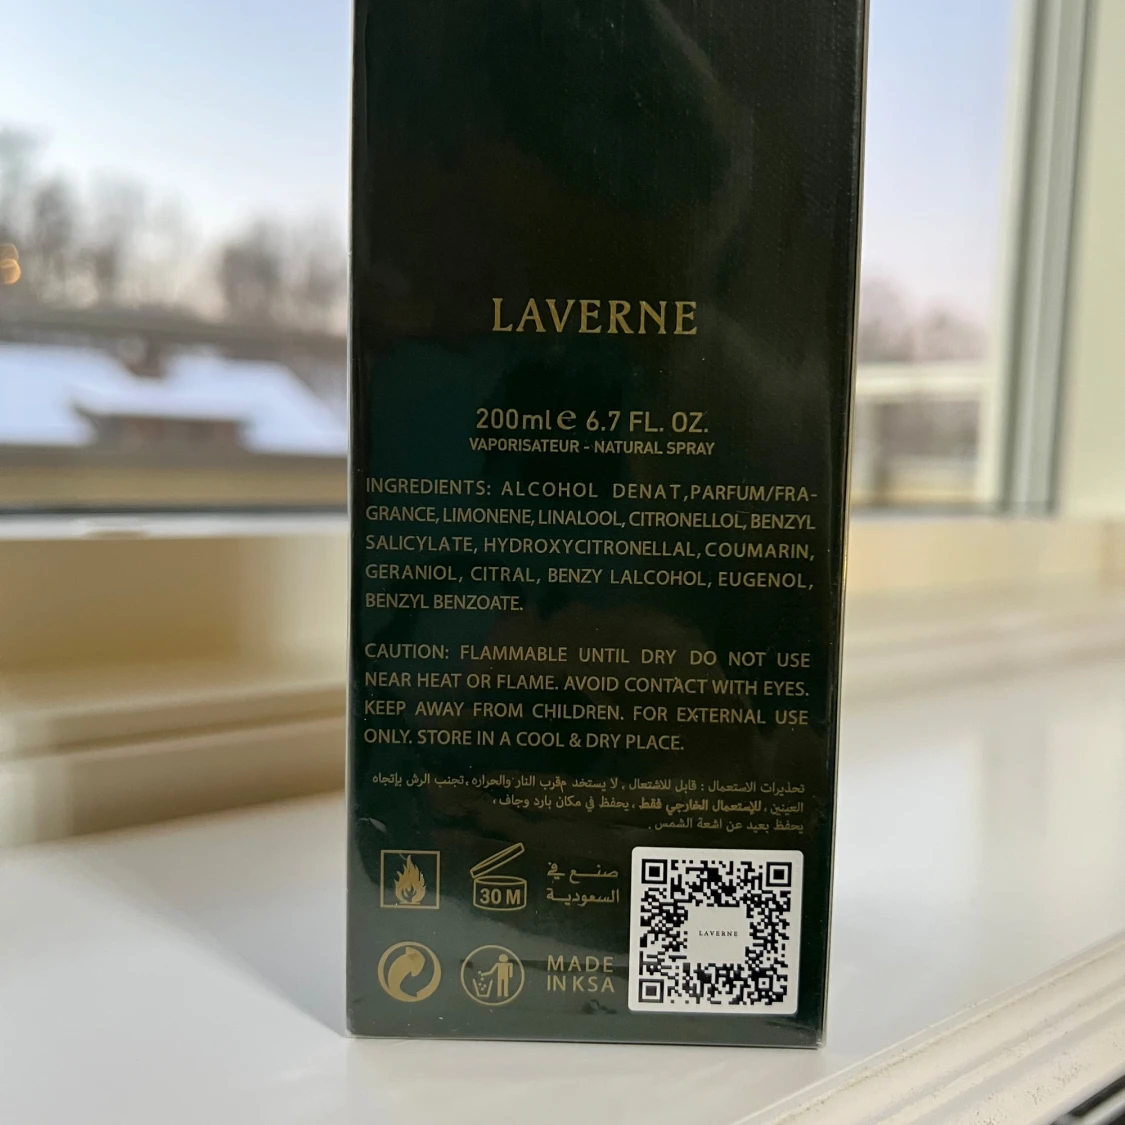 LAVERNE
200ml e 6.7 FL. OZ.
VAPORISATEUR - NATURAL SPRAY
INGREDIENTS: ALCOHOL DENAT,PARFUM/FRA-
GRANCE, LIMONENE, LINALOOL, CITRONELLOL, BENZYL
SALICYLATE, HYDROXYCITRONELLAL, COUMARIN,
GERANIOL, CITRAL, BENZY LALCOHOL, EUGENOL,
BENZYL BENZOATE.
CAUTION: FLAMMABLE UNTIL DRY DO NOT USE
NEAR HEAT OR FLAME. AVOID CONTACT WITH EYES.
KEEP AWAY FROM CHILDREN. FOR EXTERNAL USE
ONLY. STORE IN A COOL & DRY PLACE.
تحذيرات الاستعمال : قابل للاشتعال ، لا يستخد مقرب النار والحراره ، تجنب الرش بإتجاه
العينين ، للإستعمال الخارجي فقط ، يحفظ في مكان بارد وجاف ،
يحفظ بعيد عن اشعة الشمس .
30 M
صنع في
السعودية
MADE
IN KSA
LAVERNE